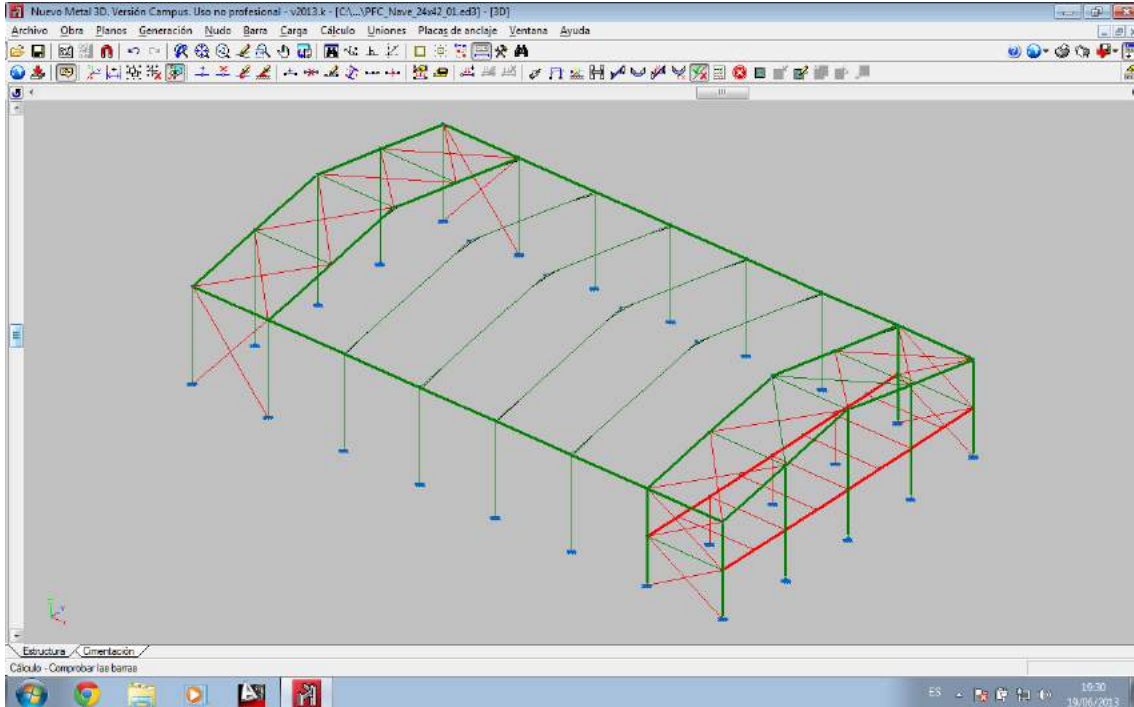 Nuevo Metal 3D. Versión Campus. Uso no profesional - v2013.k - [C:\...\PFC_Nave_24x42_01.ed3] - [3D]
Archivo Obra Planos Generación Nudo Barra Carga Cálculo Uniones Placas de anclaje Ventana Ayuda
Estructura Cimentación
Cálculo - Comprobar las barras
ES 19:30
19/06/2013